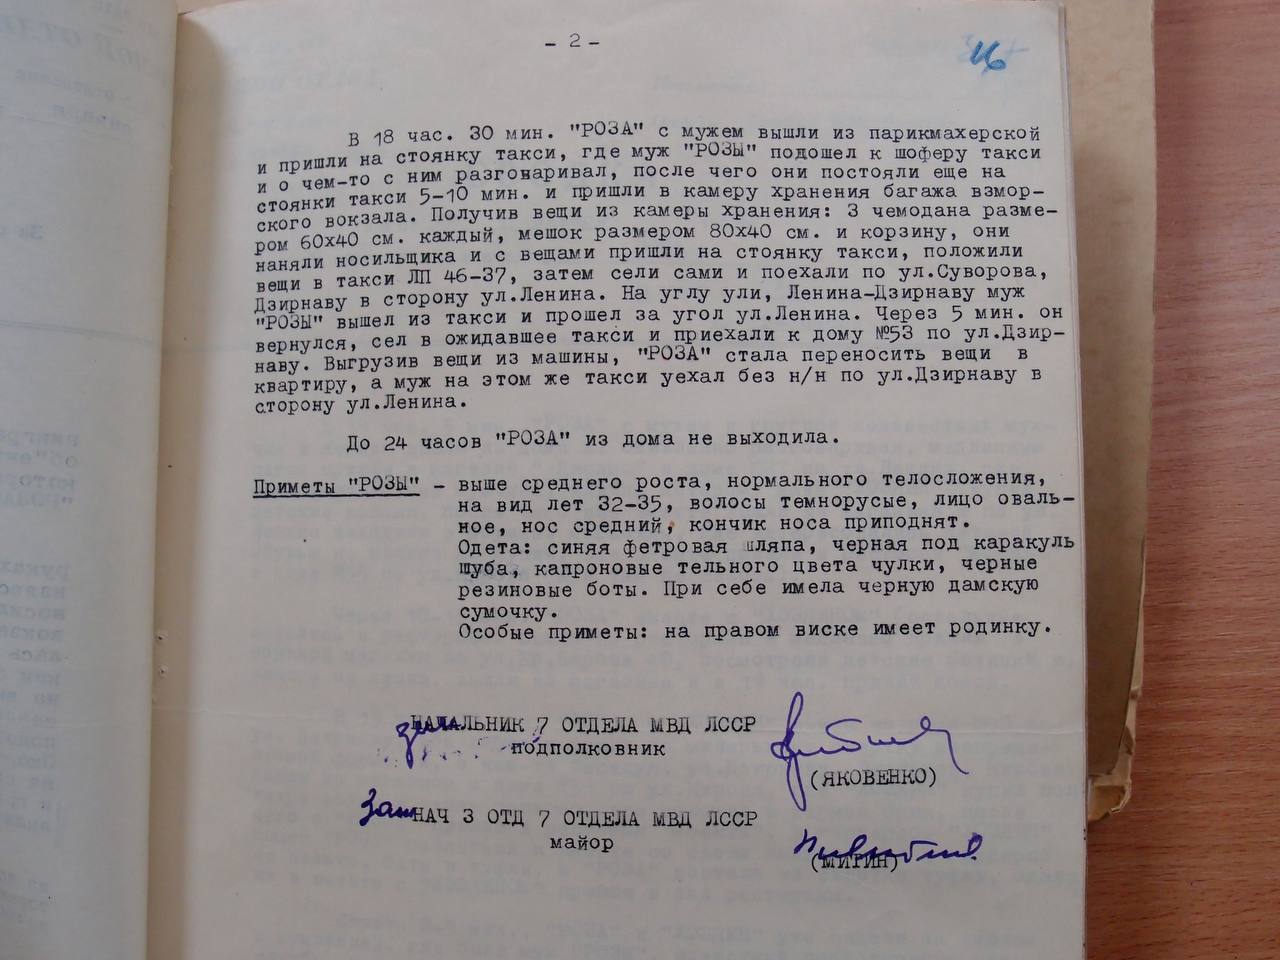 - 2 -
В 18 час. 30 мин. "РОЗА" с мужем вышли из парикмахерской
и пришли на стоянку такси, где муж "РОЗЫ" подошел к шоферу такси
и о чем-то с ним разговаривал, после чего они постояли еще на
стоянки такси 5-10 мин. и пришли в камеру хранения багажа взмор-
ского вокзала. Получив вещи из камеры хранения: 3 чемодана разме-
ром 60х40 см. каждый, мешок размером 80х40 см. и корзину, они
наняли носильщика и с вещами пришли на стоянку такси, положили
вещи в такси ЛП 46-37, затем сели сами и поехали по ул.Суворова,
Дзирнаву в сторону ул.Ленина. На углу ули, Ленина-Дзирнаву муж
"РОЗЫ" вышел из такси и прошел за угол ул.Ленина. Через 5 мин. он
вернулся, сел в ожидавшее такси и приехали к дому №53 по ул.Дзир-
наву. Выгрузив вещи из машины, "РОЗА" стала переносить вещи в
квартиру, а муж на этом же такси уехал без н/н по ул.Дзирнаву в
сторону ул.Ленина.
До 24 часов "РОЗА" из дома не выходила.
Приметы "РОЗЫ" - выше среднего роста, нормального телосложения,
на вид лет 32-35, волосы темнорусые, лицо оваль-
ное, нос средний, кончик носа приподнят.
Одета: синяя фетровая шляпа, черная под каракуль
шуба, капроновые тельного цвета чулки, черные
резиновые боты. При себе имела черную дамскую
сумочку.
Особые приметы: на правом виске имеет родинку.
НАЧАЛЬНИК 7 ОТДЕЛА МВД ЛССР
подполковник
(ЯКОВЕНКО)
Зам НАЧ 3 ОТД 7 ОТДЕЛА МВД ЛССР
майор
(МИРИН)